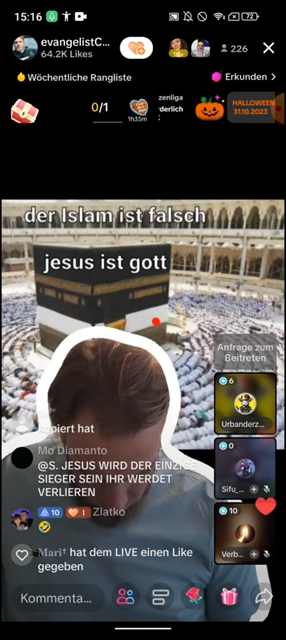 15:16
72
evangelistC...
64.2K Likes
226
Wöchentliche Rangliste
Erkunden >
0/1
1h35m
zenliga
derlich
HALLOWEEN
31.10.2023
der Islam ist falsch
jesus ist gott
Anfrage zum
Beitreten
6
Urbanderz...
0
Sifu_...
10
Verb...
kopiert hat
Mo Diamanto
@S. JESUS WIRD DER EINZIGE
SIEGER SEIN IHR WERDET
VERLIEREN
10
1
Zlatko
🤣
Mari† hat dem LIVE einen Like
gegeben
Kommenta...